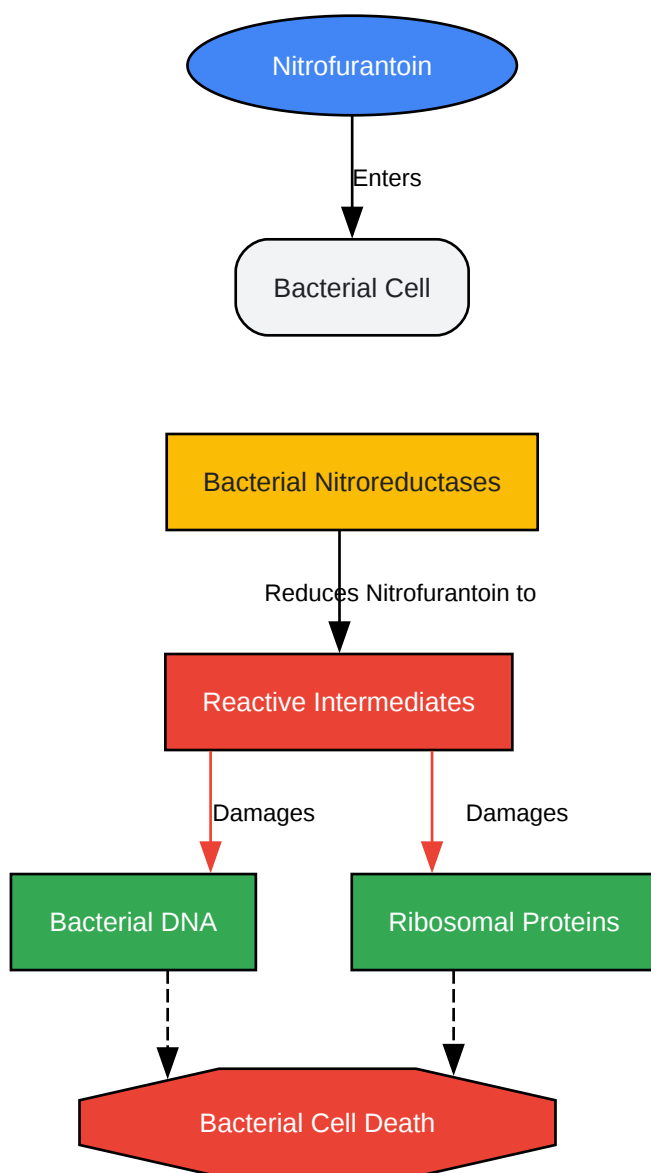 Nitrofurantoin
Enters
Bacterial Cell
Bacterial Nitroreductases
Reduces Nitrofurantoin to
Reactive Intermediates
Damages
Damages
Bacterial DNA
Ribosomal Proteins
Bacterial Cell Death